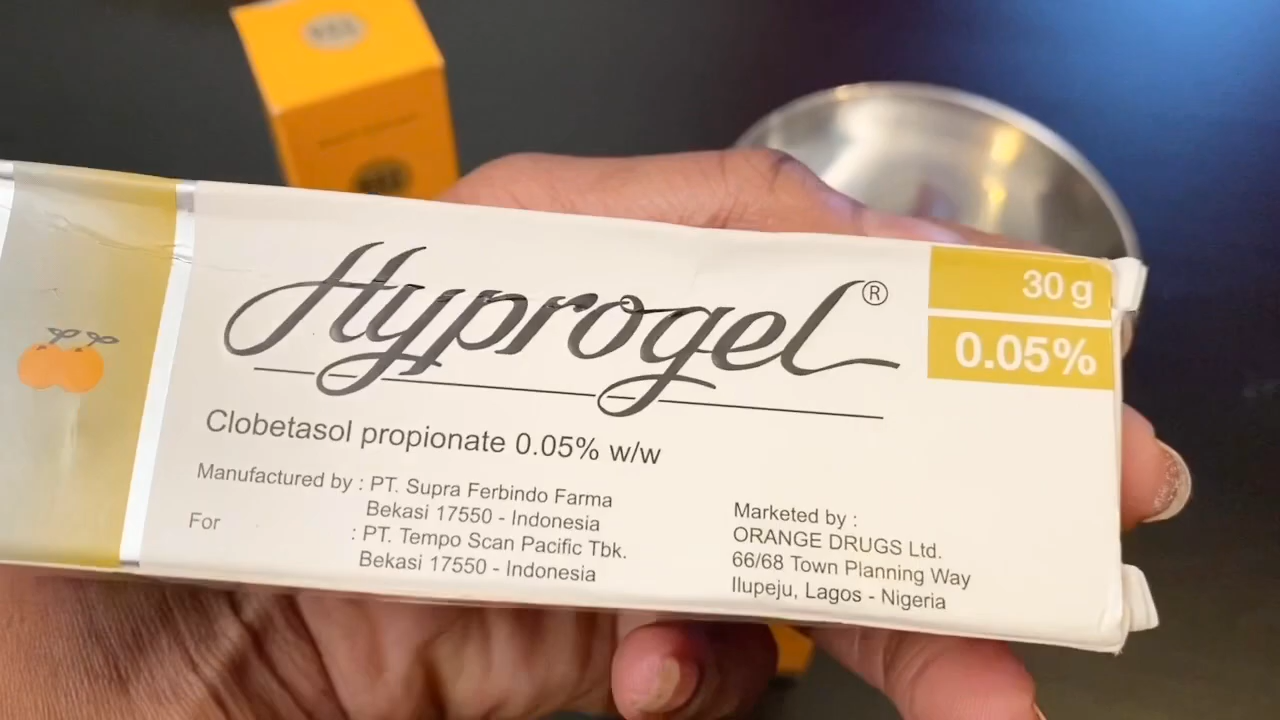 Hyprogel®
30 g
0.05%
Clobetasol propionate 0.05% w/w
Manufactured by : PT. Supra Ferbindo Farma
Bekasi 17550 - Indonesia
For : PT. Tempo Scan Pacific Tbk.
Bekasi 17550 - Indonesia
Marketed by :
ORANGE DRUGS Ltd.
66/68 Town Planning Way
Ilupeju, Lagos - Nigeria